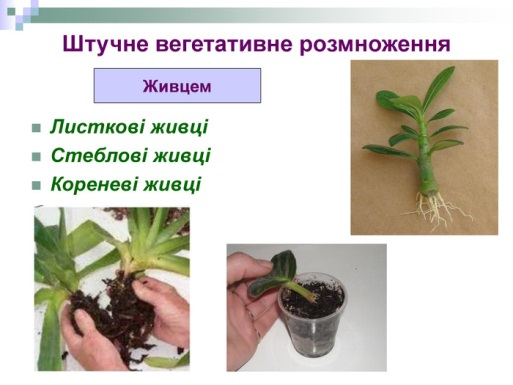 Штучне вегетативне розмноження
Живцем
Листкові живці
Стеблові живці
Кореневі живці